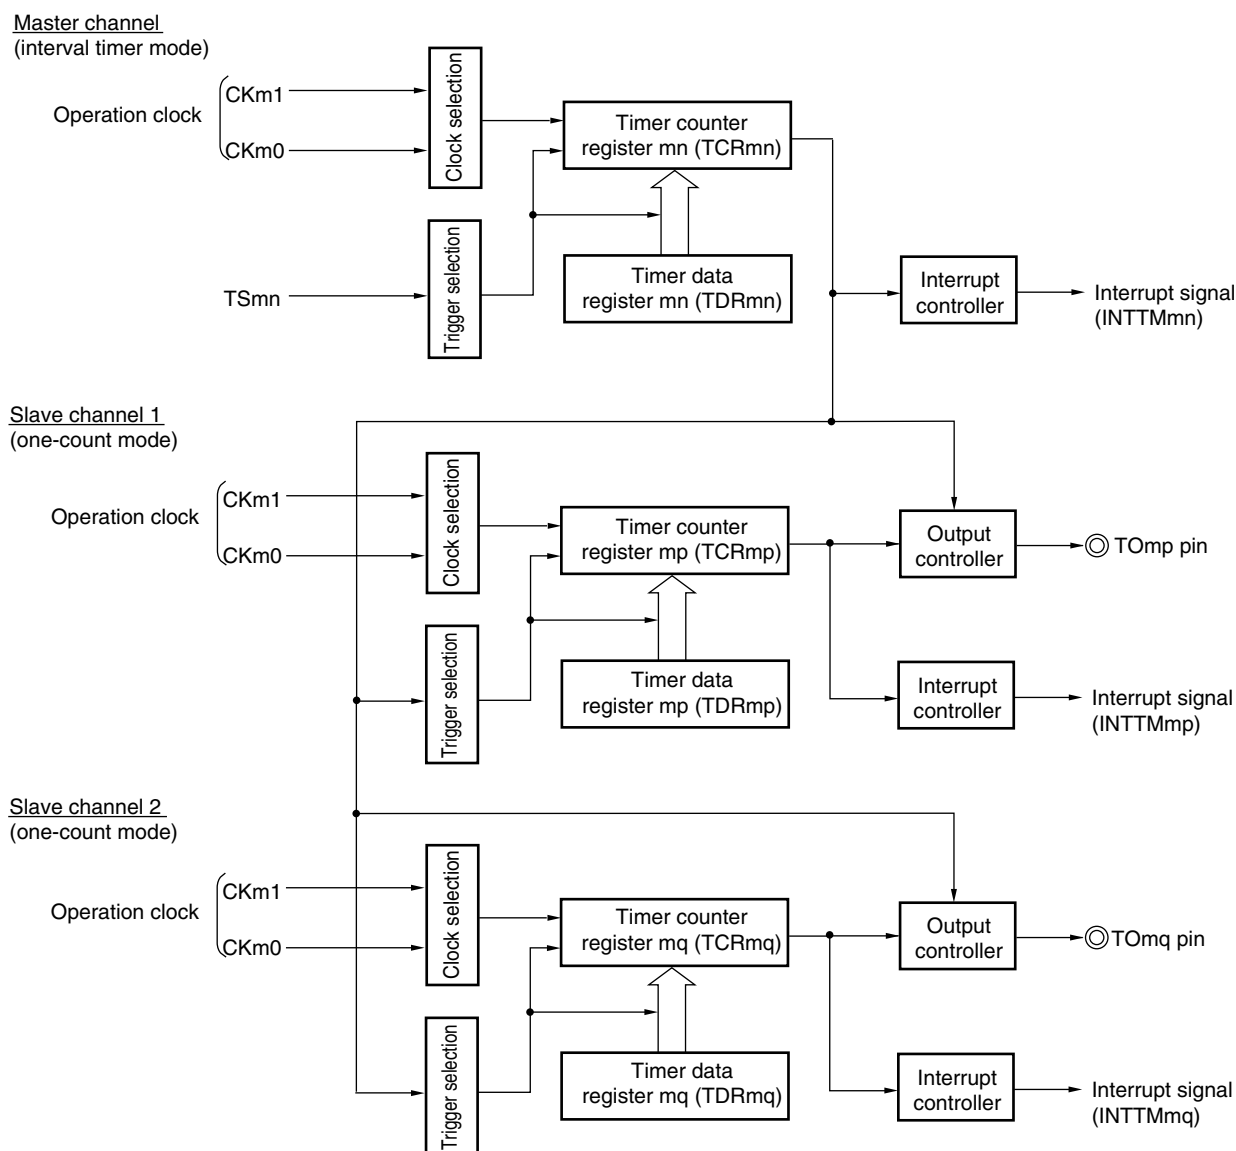 Master channel
(interval timer mode)
Operation clock
CKm1
CKm0
Clock selection
Timer counter
register mn (TCRmn)
TSmn
Trigger selection
Timer data
register mn (TDRmn)
Interrupt
controller
Interrupt signal
(INTTMmn)
Slave channel 1
(one-count mode)
Operation clock
CKm1
CKm0
Clock selection
Timer counter
register mp (TCRmp)
Output
controller
TOmp pin
Trigger selection
Timer data
register mp (TDRmp)
Interrupt
controller
Interrupt signal
(INTTMmp)
Slave channel 2
(one-count mode)
Operation clock
CKm1
CKm0
Clock selection
Timer counter
register mq (TCRmq)
Output
controller
TOmq pin
Trigger selection
Timer data
register mq (TDRmq)
Interrupt
controller
Interrupt signal
(INTTMmq)